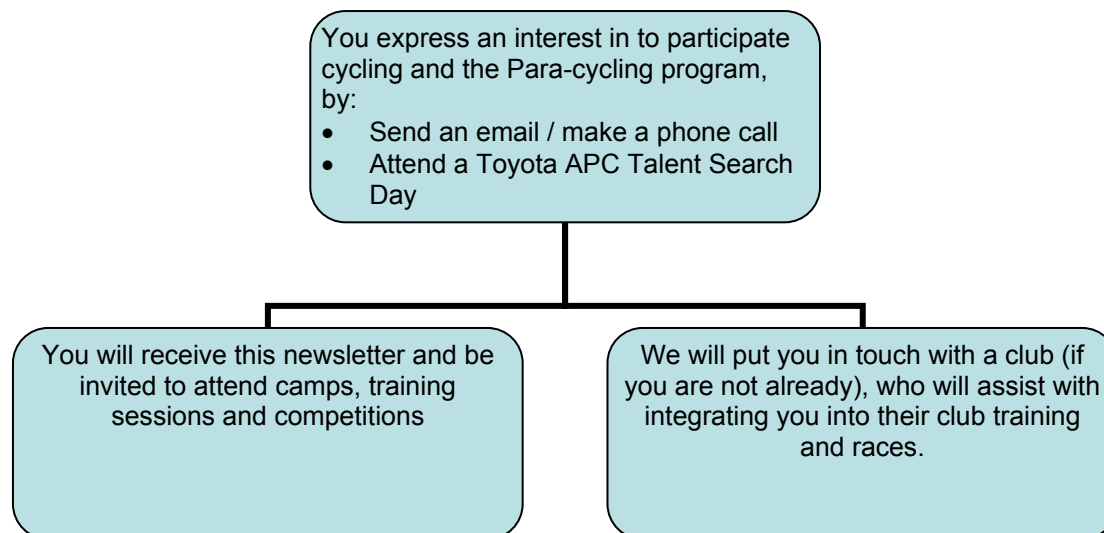 You express an interest in to participate
cycling and the Para-cycling program,
by:
• Send an email / make a phone call
• Attend a Toyota APC Talent Search
Day
You will receive this newsletter and be
invited to attend camps, training
sessions and competitions
We will put you in touch with a club (if
you are not already), who will assist with
integrating you into their club training
and races.